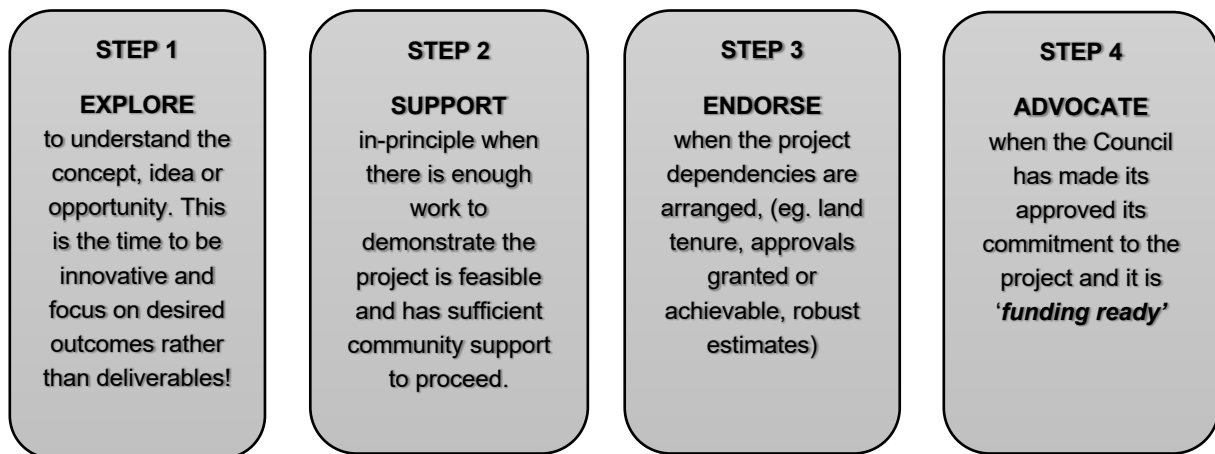 STEP 1
EXPLORE
to understand the
concept, idea or
opportunity. This
is the time to be
innovative and
focus on desired
outcomes rather
than deliverables!
STEP 2
SUPPORT
in-principle when
there is enough
work to
demonstrate the
project is feasible
and has sufficient
community support
to proceed.
STEP 3
ENDORSE
when the project
dependencies are
arranged, (eg. land
tenure, approvals
granted or
achievable, robust
estimates)
STEP 4
ADVOCATE
when the Council
has made its
approved its
commitment to the
project and it is
‘funding ready’